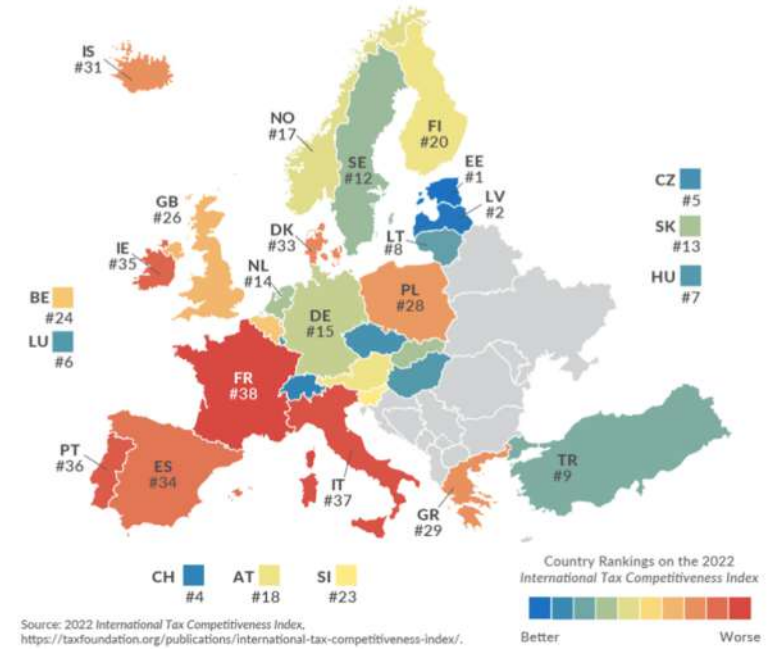 IS
#31
NO
#17
FI
#20
SE
#12
EE
#1
LV
#2
CZ
#5
GB
#26
DK
#33
LT
#8
SK
#13
IE
#35
NL
#14
HU
#7
BE
#24
DE
#15
PL
#28
LU
#6
FR
#38
PT
#36
ES
#34
IT
#37
TR
#9
GR
#29
CH
#4
AT
#18
SI
#23
Country Rankings on the 2022
International Tax Competitiveness Index
Better
Worse
Source: 2022 International Tax Competitiveness Index,
https://taxfoundation.org/publications/international-tax-competitiveness-index/.